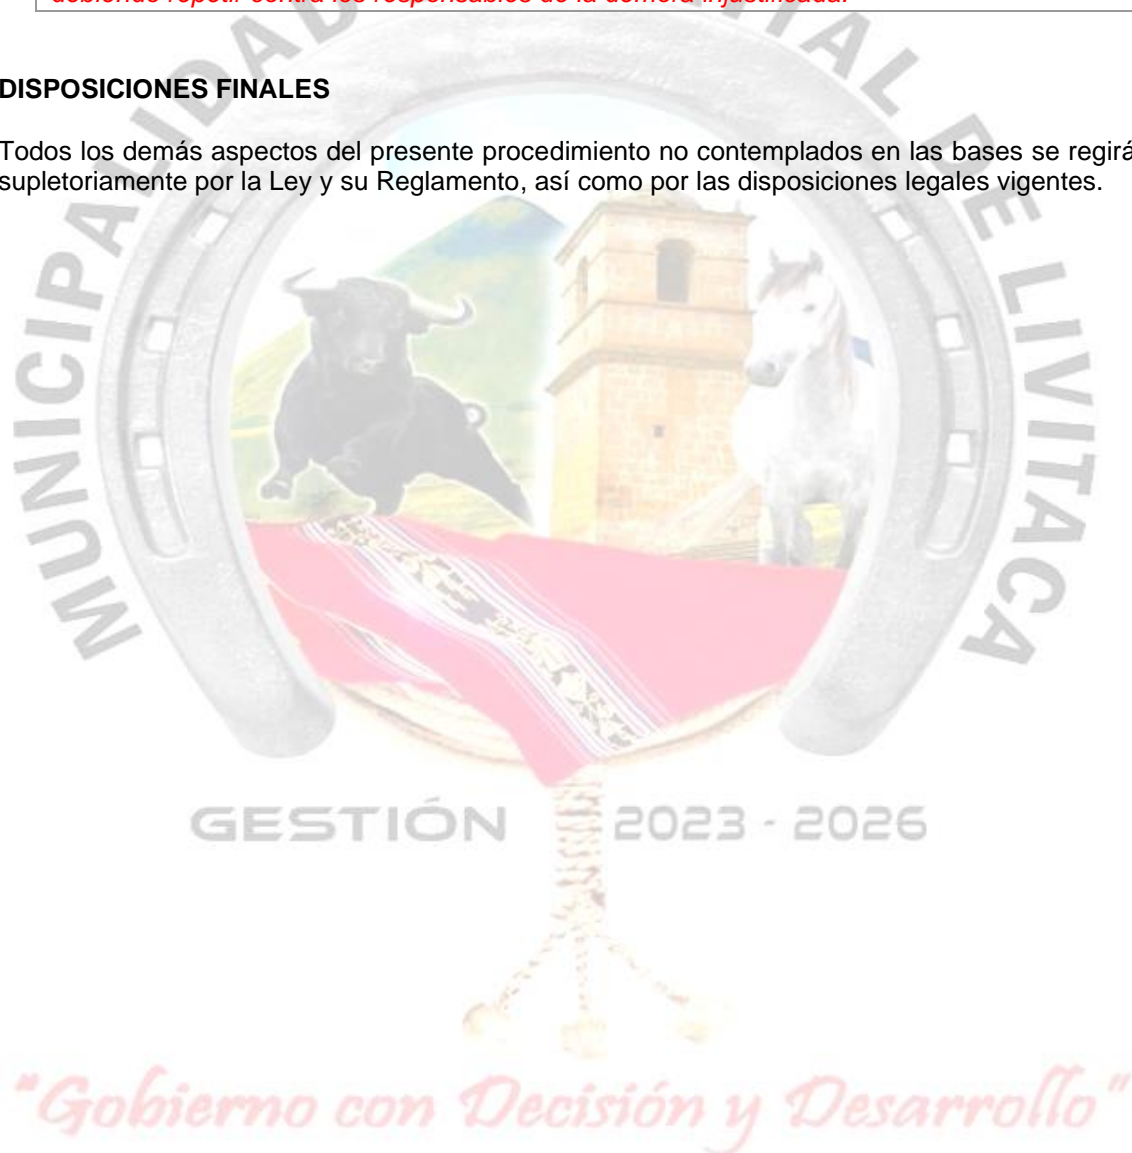 debiendo repetir contra los responsables de la demora injustificada.
DISPOSICIONES FINALES
Todos los demás aspectos del presente procedimiento no contemplados en las bases se regirá
supletoriamente por la Ley y su Reglamento, así como por las disposiciones legales vigentes.
MUNICIPALIDAD DE LIVITACA
GESTIÓN 2023 - 2026
"Gobierno con Decisión y Desarrollo"